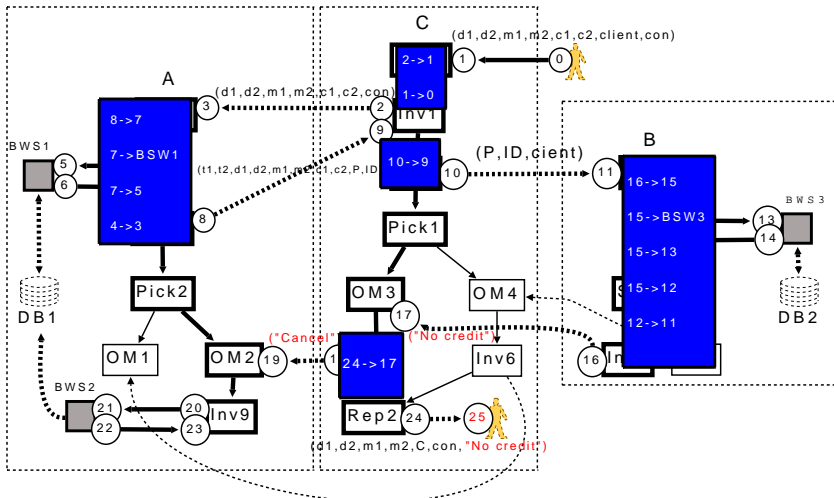 C
(d1,d2,m1,m2,c1,c2,client,con)
2->1
1
0
A
(d1,d2,m1,m2,c1,c2,con)
3
2
1->0
Inv1
9
8->7
B
BWS1
5
7->BSW1
10->9
10
(P,ID,cient)
11
BWS3
6
(t1,t2,d1,d2,m1,m2,c1,c2,P,ID
16->15
7->5
15->BSW3
13
4->3
8
Pick1
14
15->13
Pick2
OM3
OM4
15->12
DB1
17
DB2
12->11
("Cancel")
("No credit")
OM1
OM2
19
24->17
Inv6
16
BWS2
21
20
Inv9
22
23
Rep2
24
25
(d1,d2,m1,m2,C,con,"No credit")